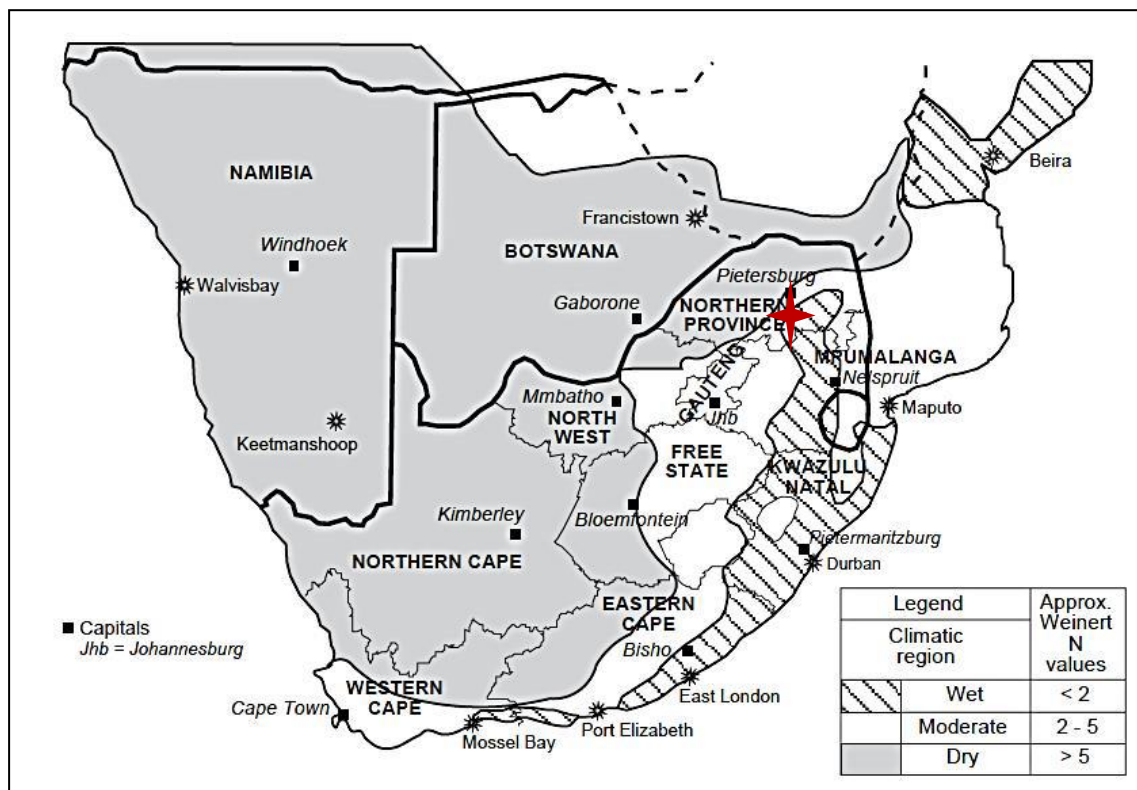 Beira
NAMIBIA
Francistown
Windhoek
BOTSWANA
Pietersburg
Walvisbay
Gaborone
NORTHERN
PROVINCE
MPUMALANGA
GAUTENG
Nelspruit
Mmbatho
Jhb
Maputo
NORTH
WEST
Keetmanshoop
FREE
STATE
KWAZULU
NATAL
Kimberley
Bloemfontein
Pietermaritzburg
NORTHERN CAPE
Durban
EASTERN
CAPE
■ Capitals
Jhb = Johannesburg
Bisho
East London
WESTERN
CAPE
Cape Town
Port Elizabeth
Mossel Bay
Legend
Climatic
region
Approx.
Weinert
N
values
Wet < 2
Moderate 2 - 5
Dry > 5